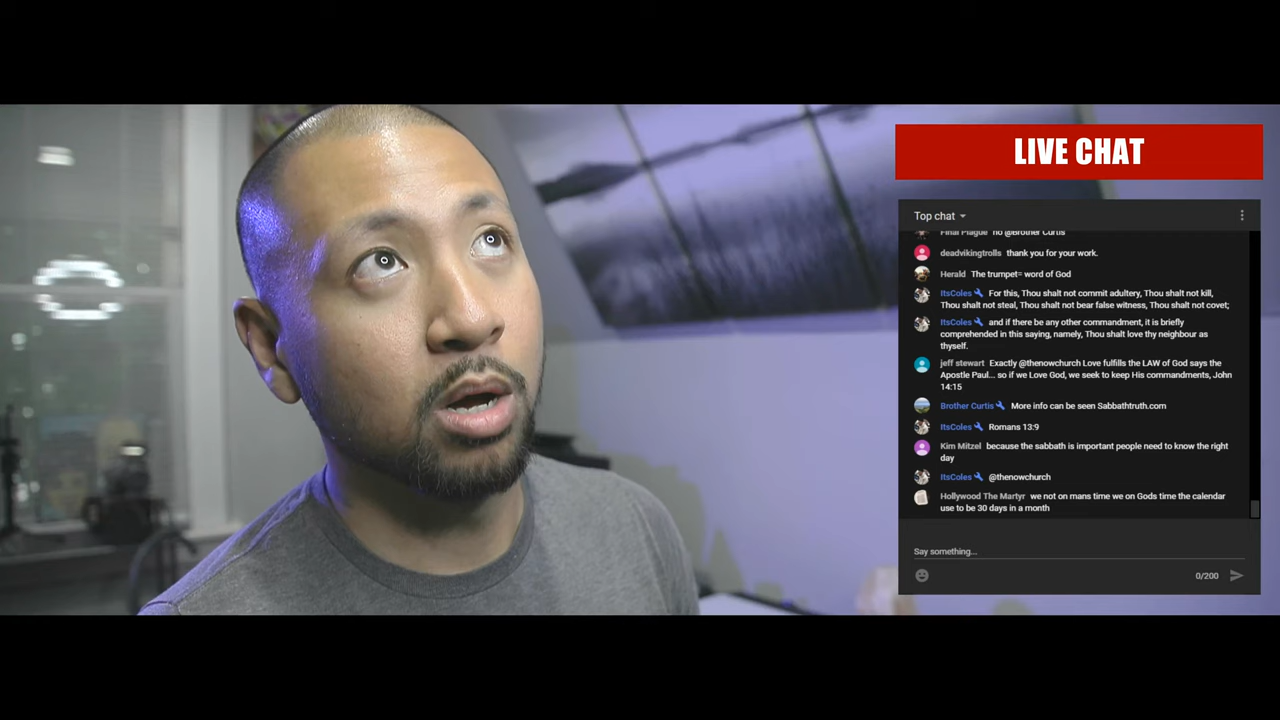 LIVE CHAT
Top chat
Final Plague no @Brother Curtis
deadvikingtrolls thank you for your work.
Herald The trumpet= word of God
ItsColes For this, Thou shalt not commit adultery, Thou shalt not kill,
Thou shalt not steal, Thou shalt not bear false witness, Thou shalt not covet;
ItsColes and if there be any other commandment, it is briefly
comprehended in this saying, namely, Thou shalt love thy neighbour as
thyself.
jeff stewart Exactly @thenowchurch Love fulfills the LAW of God says the
Apostle Paul... so if we Love God, we seek to keep His commandments, John
14:15
Brother Curtis More info can be seen Sabbathtruth.com
ItsColes Romans 13:9
Kim Mitzel because the sabbath is important people need to know the right
day
ItsColes @thenowchurch
Hollywood The Martyr we not on mans time we on Gods time the calendar
use to be 30 days in a month
Say something...
0/200